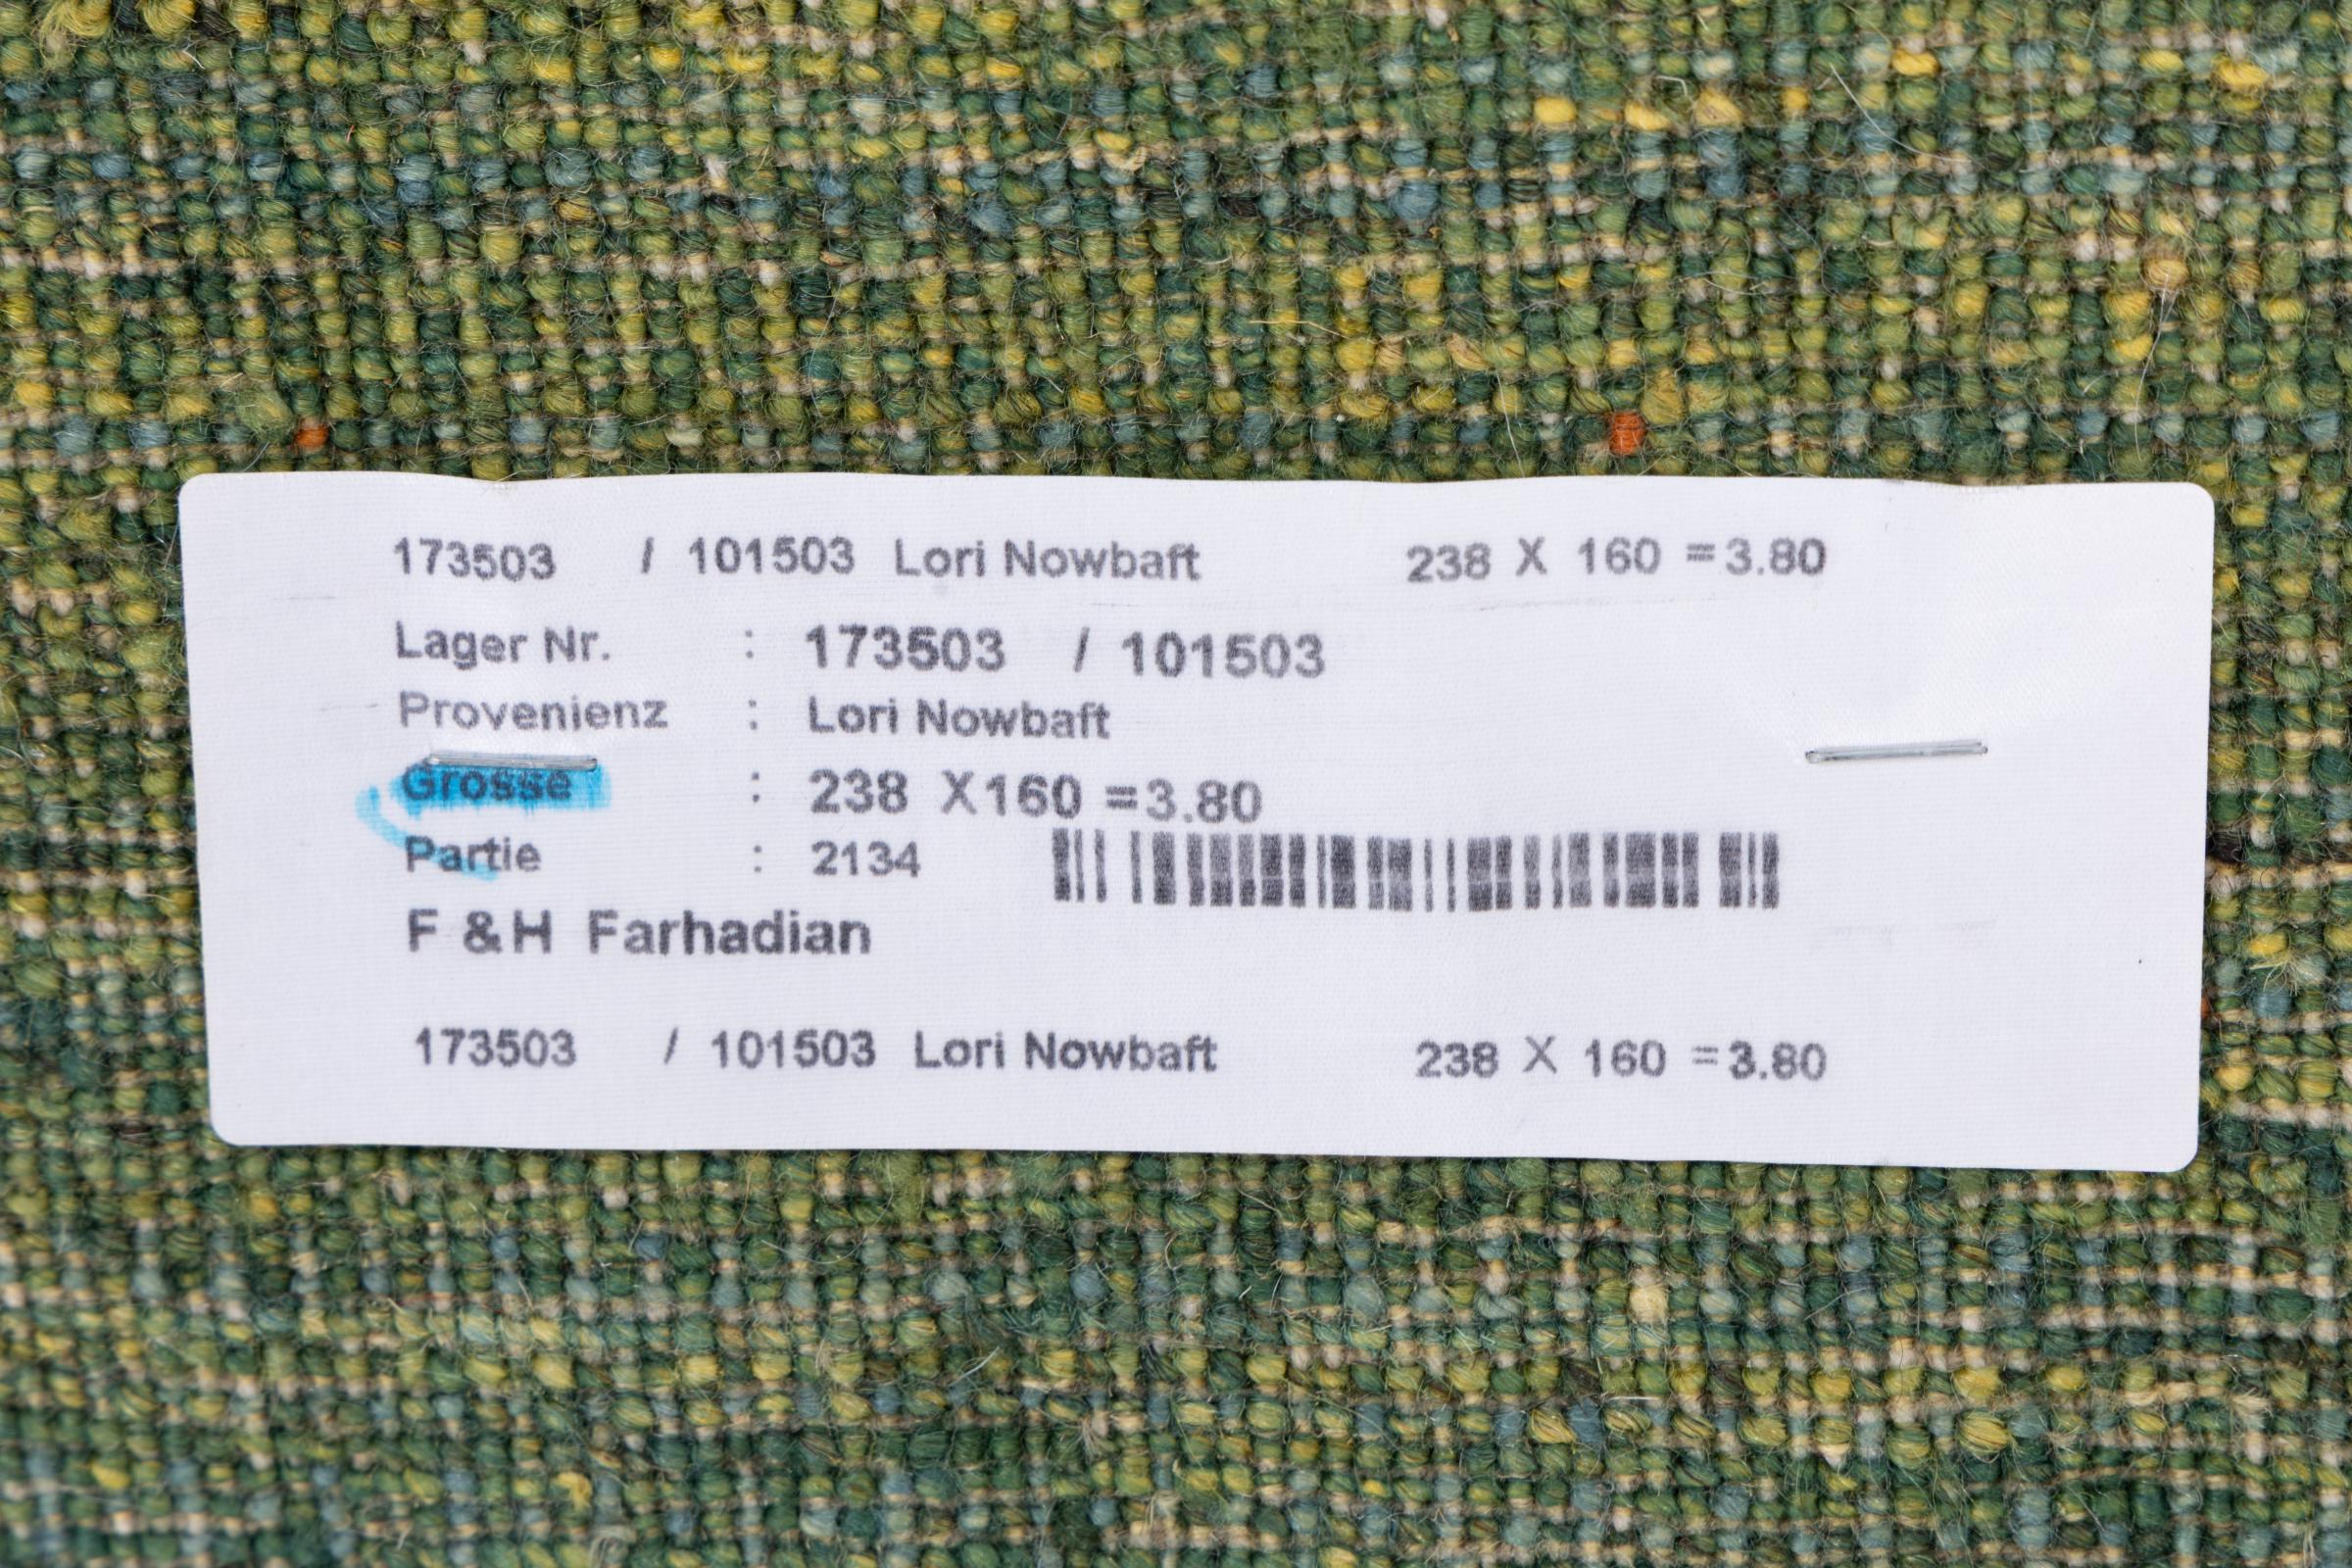 173503 / 101503 Lori Nowbaft 238 X 160 =3.80
Lager Nr. : 173503 / 101503
Provenienz : Lori Nowbaft
Grosse : 238 X160 =3.80
Partie : 2134
F & H Farhadian
173503 / 101503 Lori Nowbaft 238 X 160 =3.80